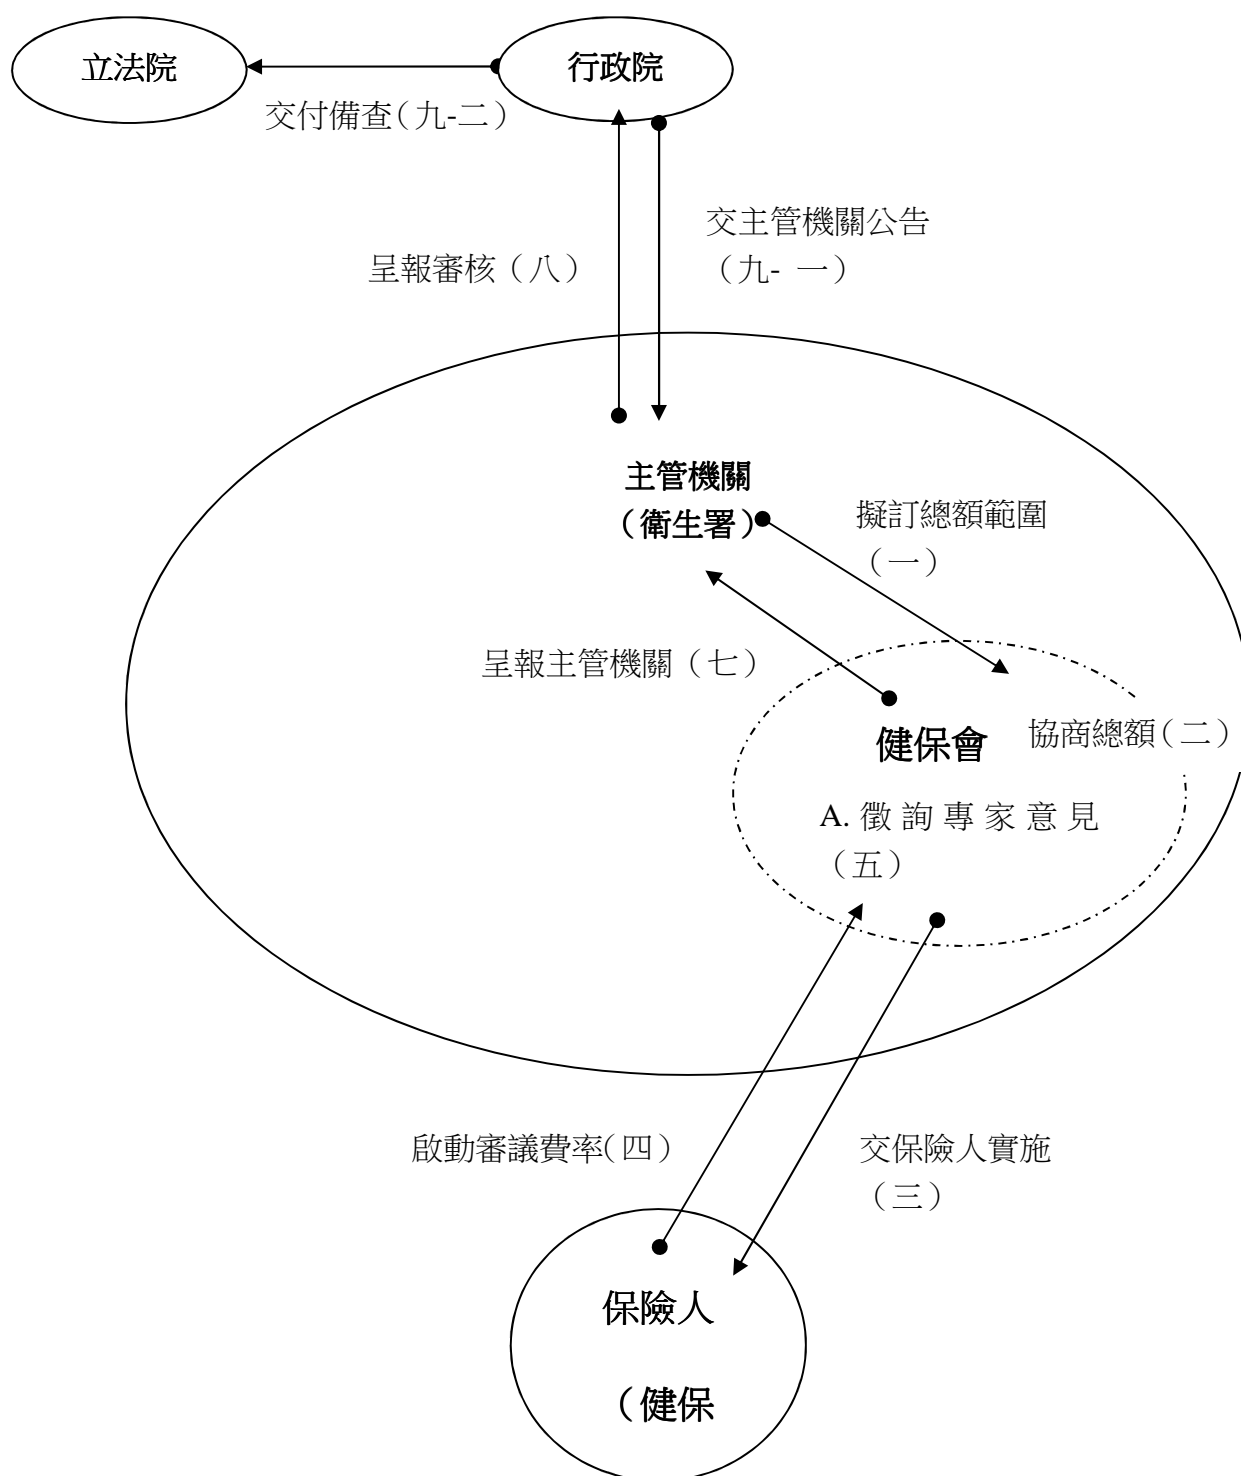 立法院
行政院
交付備查(九-二)
交主管機關公告
(九- 一)
呈報審核(八)
主管機關
(衛生署)
擬訂總額範圍
(一)
呈報主管機關(七)
健保會
協商總額(二)
A. 徵詢專家意見
(五)
啟動審議費率(四)
交保險人實施
(三)
保險人
(健保